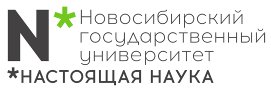 N*
Новосибирский
государственный
университет
*НАСТОЯЩАЯ НАУКА